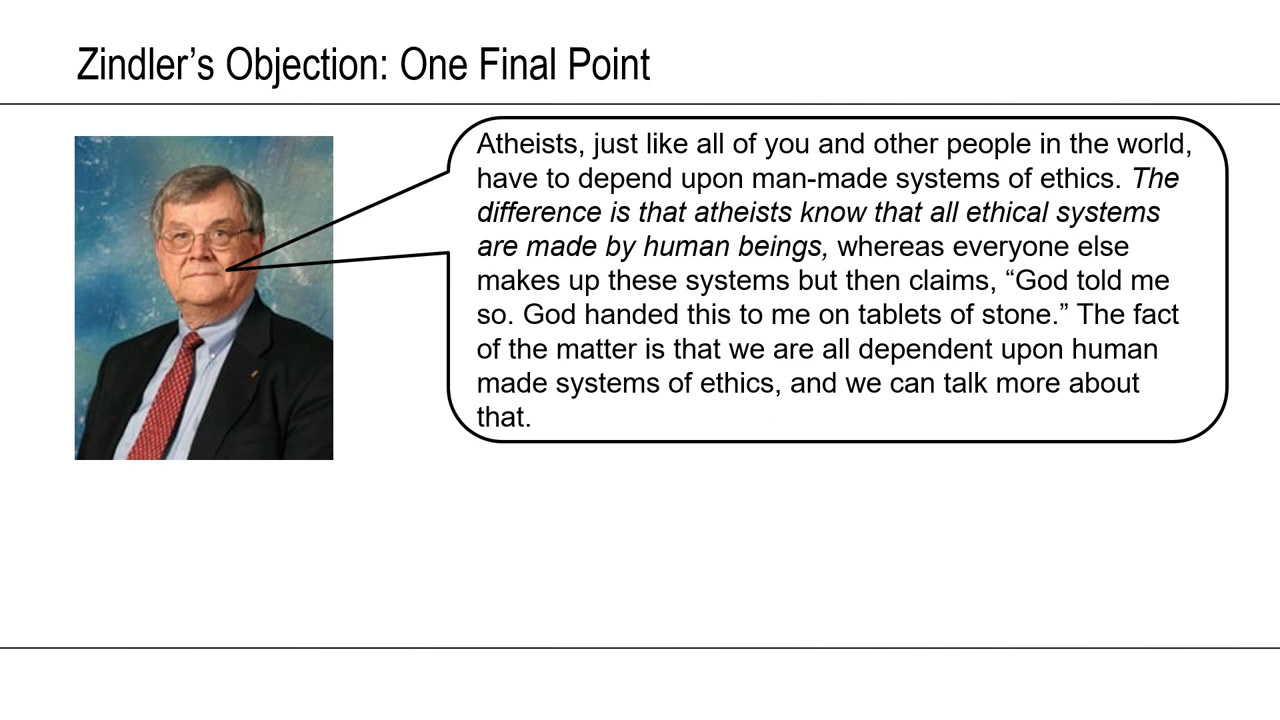 Zindler’s Objection: One Final Point
Atheists, just like all of you and other people in the world,
have to depend upon man-made systems of ethics. The
difference is that atheists know that all ethical systems
are made by human beings, whereas everyone else
makes up these systems but then claims, “God told me
so. God handed this to me on tablets of stone.” The fact
of the matter is that we are all dependent upon human
made systems of ethics, and we can talk more about
that.